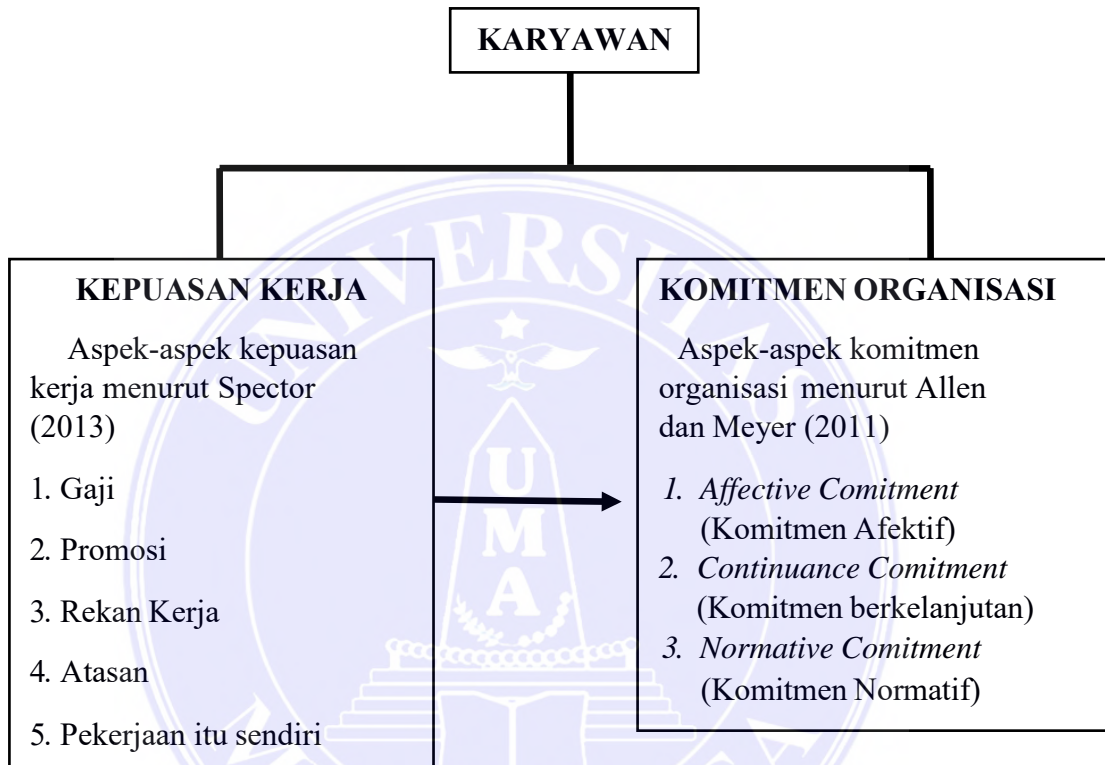 KARYAWAN
KEPUASAN KERJA
Aspek-aspek kepuasan
kerja menurut Spector
(2013)
1. Gaji
2. Promosi
3. Rekan Kerja
4. Atasan
5. Pekerjaan itu sendiri
KOMITMEN ORGANISASI
Aspek-aspek komitmen
organisasi menurut Allen
dan Meyer (2011)
1. Affective Comitment
(Komitmen Afektif)
2. Continuance Comitment
(Komitmen berkelanjutan)
3. Normative Comitment
(Komitmen Normatif)
UNIVERSITAS
U
M
A